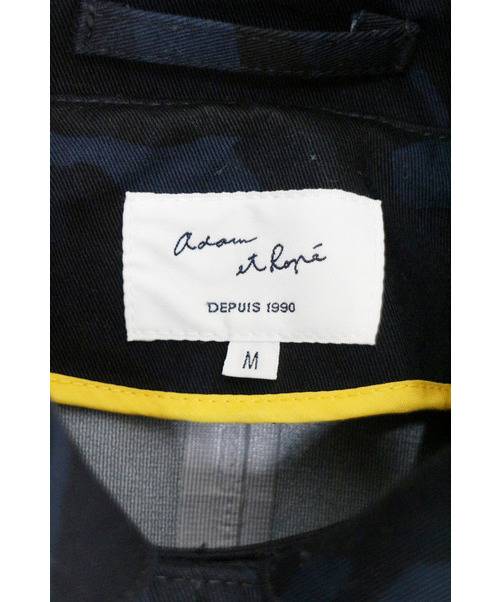 Adam
et Ropé
DEPUIS 1990
M